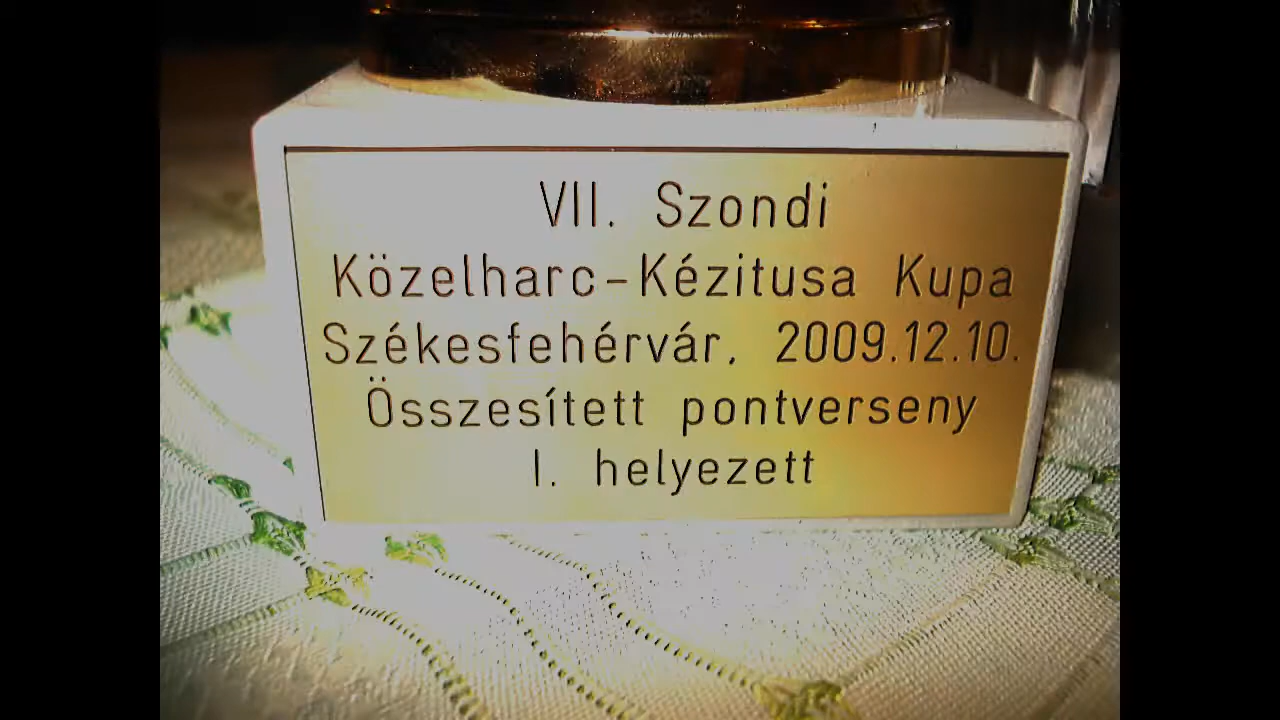 VII. Szondi
Közelharc-Kézitusa Kupa
Székesfehérvár, 2009.12.10.
Összesített pontverseny
I. helyezett